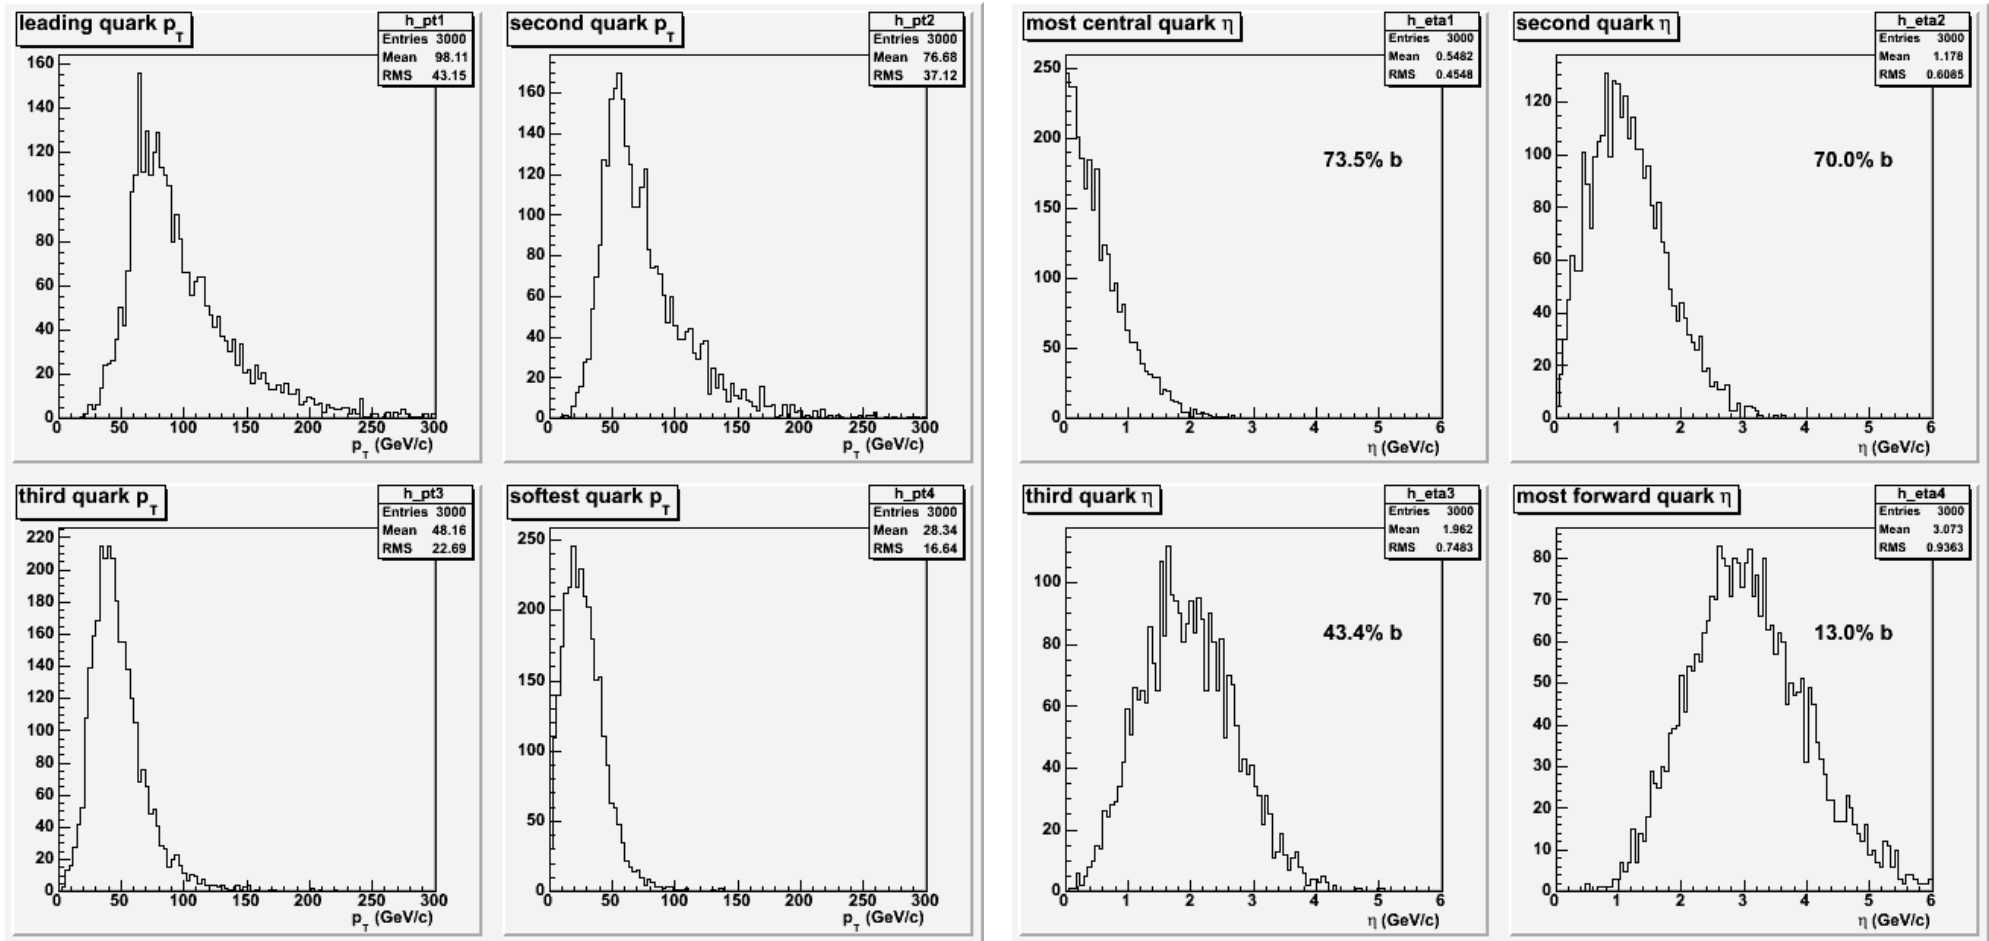 leading quark p_T
h_pt1
Entries 3000
Mean 98.11
RMS 43.15
160
140
120
100
80
60
40
20
0
0 50 100 150 200 250 300
p_T (GeV/c)
second quark p_T
h_pt2
Entries 3000
Mean 76.68
RMS 37.12
160
140
120
100
80
60
40
20
0
0 50 100 150 200 250 300
p_T (GeV/c)
third quark p_T
h_pt3
Entries 3000
Mean 48.16
RMS 22.69
220
200
180
160
140
120
100
80
60
40
20
0
0 50 100 150 200 250 300
p_T (GeV/c)
softest quark p_T
h_pt4
Entries 3000
Mean 28.34
RMS 16.64
250
200
150
100
50
0
0 50 100 150 200 250 300
p_T (GeV/c)
most central quark η
h_eta1
Entries 3000
Mean 0.5482
RMS 0.4548
73.5% b
250
200
150
100
50
0
0 1 2 3 4 5 6
η (GeV/c)
second quark η
h_eta2
Entries 3000
Mean 1.178
RMS 0.6085
70.0% b
120
100
80
60
40
20
0
0 1 2 3 4 5 6
η (GeV/c)
third quark η
h_eta3
Entries 3000
Mean 1.962
RMS 0.7483
43.4% b
100
80
60
40
20
0
0 1 2 3 4 5 6
η (GeV/c)
most forward quark η
h_eta4
Entries 3000
Mean 3.073
RMS 0.9363
13.0% b
80
70
60
50
40
30
20
10
0
0 1 2 3 4 5 6
η (GeV/c)